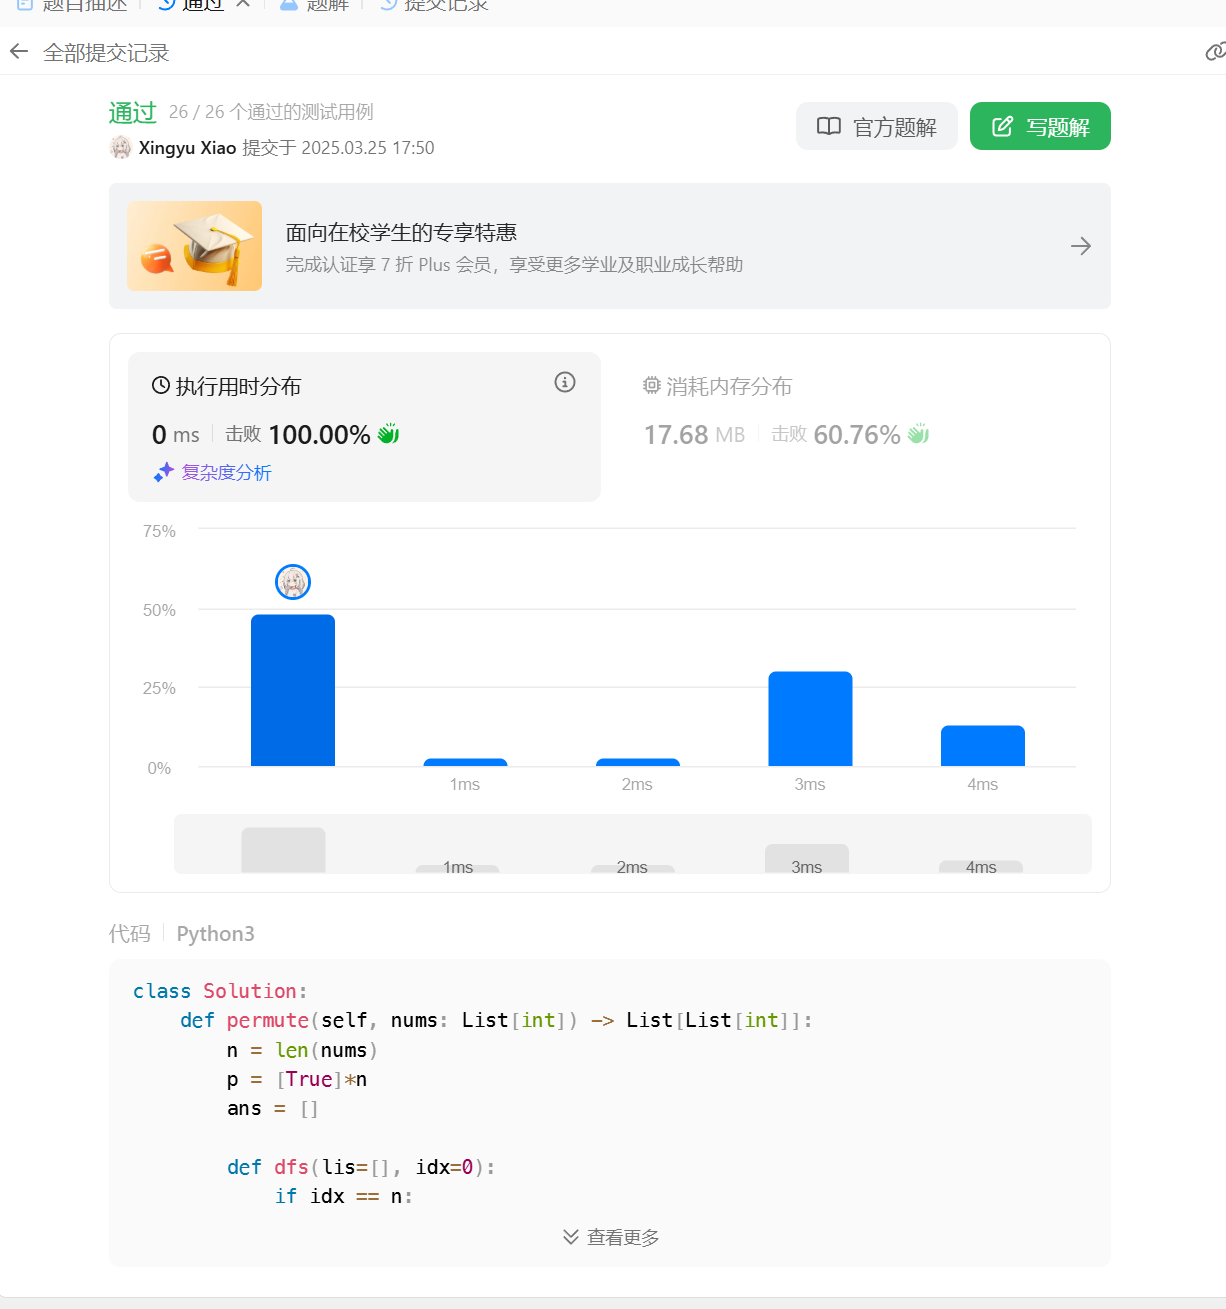 题目描述 通过 题解 提交记录
全部提交记录
通过 26 / 26 个通过的测试用例
Xingyu Xiao 提交于 2025.03.25 17:50
官方题解 写题解
面向在校学生的专享特惠
完成认证享 7 折 Plus 会员，享受更多学业及职业成长帮助
执行用时分布
0 ms 击败 100.00%
复杂度分析
消耗内存分布
17.68 MB 击败 60.76%
75%
50%
25%
0%
1ms 2ms 3ms 4ms
1ms 2ms 3ms 4ms
代码 Python3
class Solution:
    def permute(self, nums: List[int]) -> List[List[int]]:
        n = len(nums)
        p = [True]*n
        ans = []
        def dfs(lis=[], idx=0):
            if idx == n:
查看更多